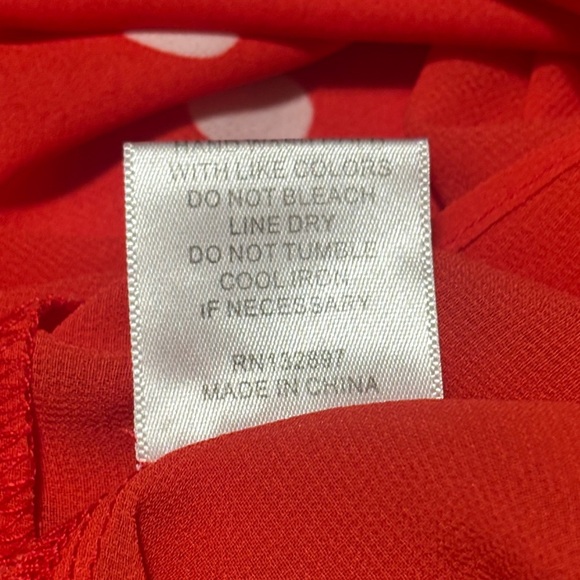 WITH LIKE COLORS
DO NOT BLEACH
LINE DRY
DO NOT TUMBLE
COOL IRON
IF NECESSARY
RN132897
MADE IN CHINA